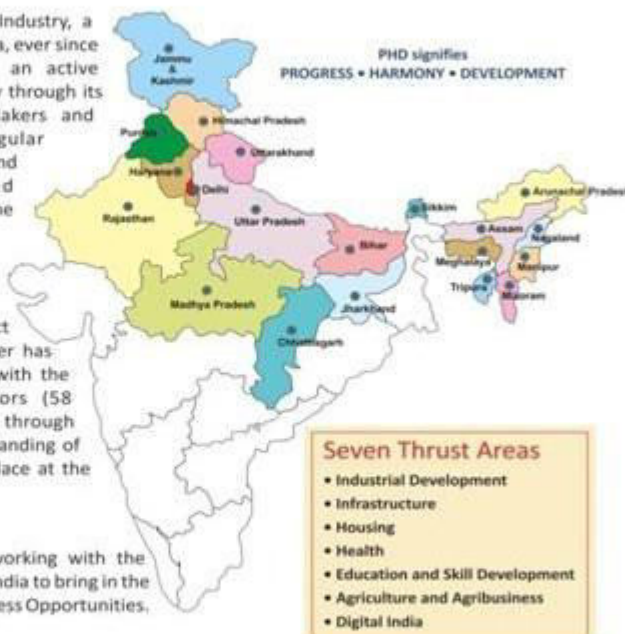 Industry, a
a, ever since
an active
through its
akers and
gular
nd
d
ne
ct
er has
with the
ors (58
through
anding of
lace at the
working with the
ndia to bring in the
ess Opportunities.
PHD signifies
PROGRESS • HARMONY • DEVELOPMENT
Jammu
&
Kashmir
Himachal Pradesh
Punjab
Uttarakhand
Haryana
Delhi
Rajasthan
Uttar Pradesh
Bihar
Sikkim
Arunachal Pradesh
Assam
Nagaland
Meghalaya
Manipur
Tripura
Mizoram
Madhya Pradesh
Jharkhand
Chhattisgarh
Seven Thrust Areas
• Industrial Development
• Infrastructure
• Housing
• Health
• Education and Skill Development
• Agriculture and Agribusiness
• Digital India